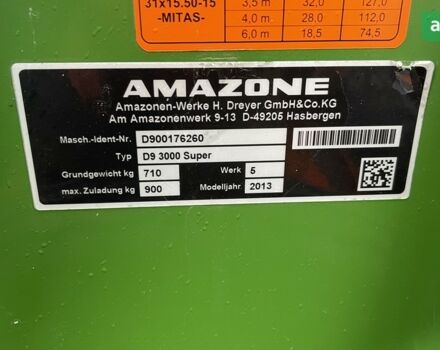 31x15.50-15 3,5 m 32,0 127,0
-MITAS- 4,0 m 28,0 112,0
6,0 m 18,5 74,5
AMAZONE
Amazonen-Werke H. Dreyer GmbH&Co.KG
Am Amazonenwerk 9-13 D-49205 Hasbergen
Masch.-Ident-Nr. D900176260
Typ D9 3000 Super
Grundgewicht kg 710 Werk 5
max. Zuladung kg 900 Modelljahr. 2013